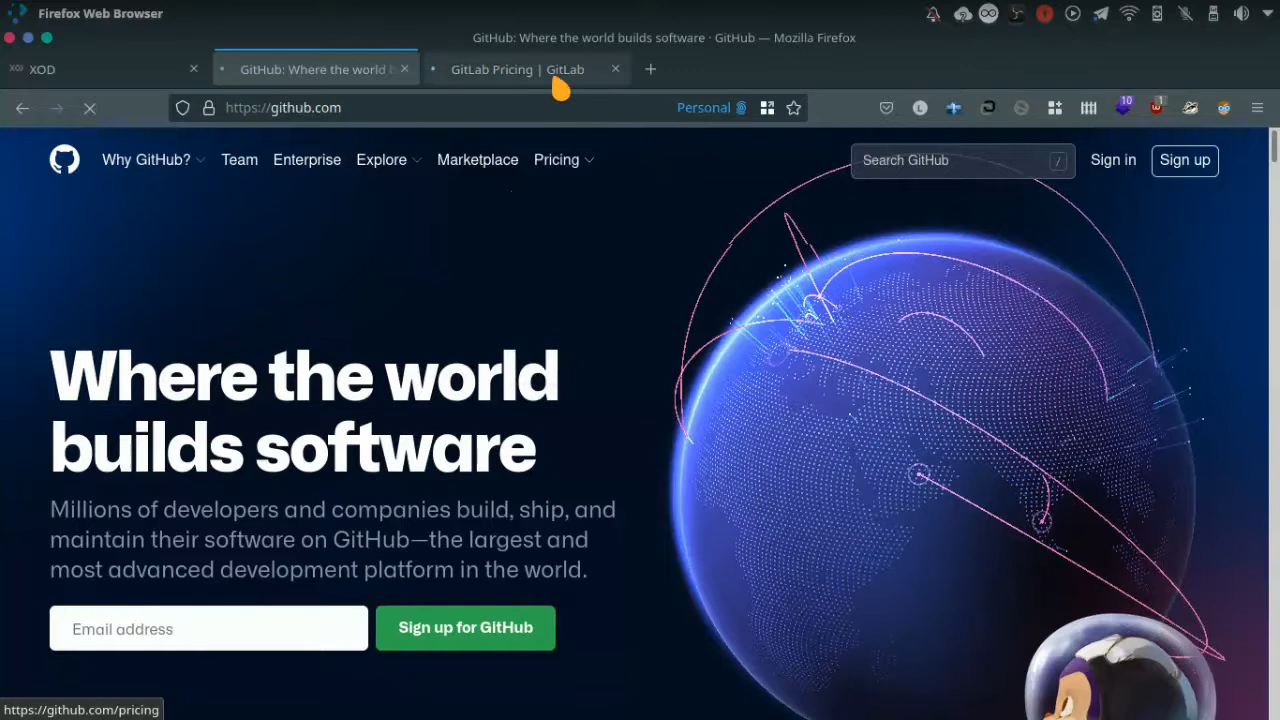 Firefox Web Browser
GitHub: Where the world builds software · GitHub — Mozilla Firefox
XOD
GitHub: Where the world b
GitLab Pricing | GitLab
https://github.com
Personal
10
1
Why GitHub?
Team
Enterprise
Explore
Marketplace
Pricing
Search GitHub
/
Sign in
Sign up
Where the world
builds software
Millions of developers and companies build, ship, and
maintain their software on GitHub—the largest and
most advanced development platform in the world.
Email address
Sign up for GitHub
https://github.com/pricing